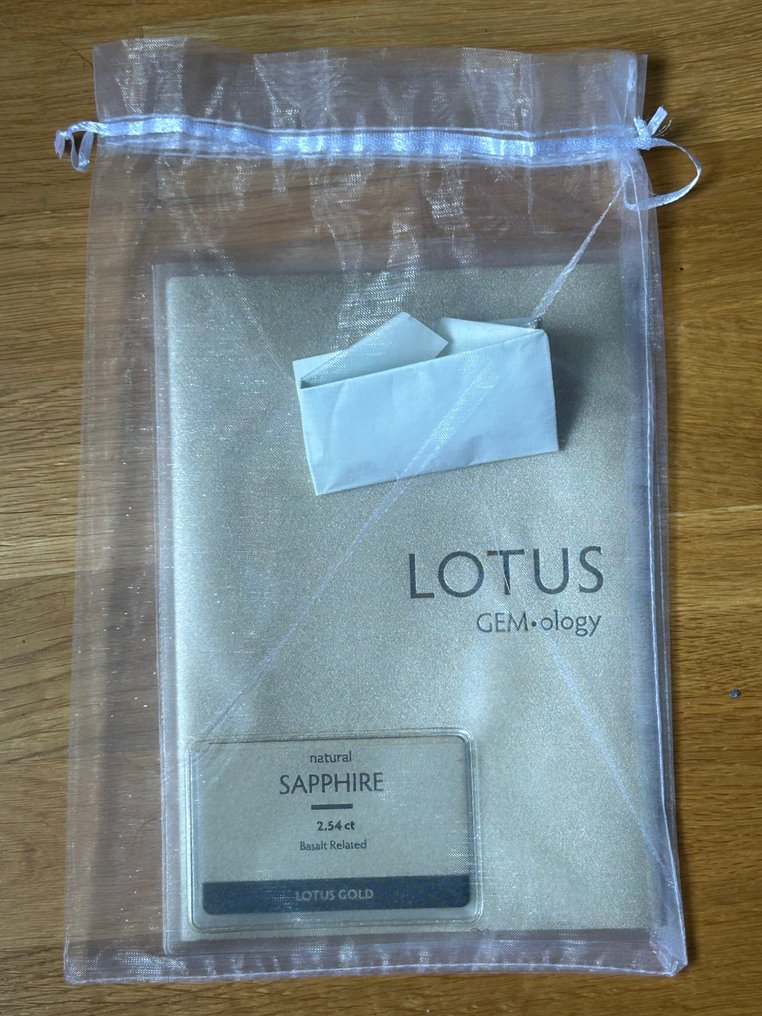 LOTUS
GEM•ology
natural
SAPPHIRE
2.54 ct
Basalt Related
LOTUS GOLD